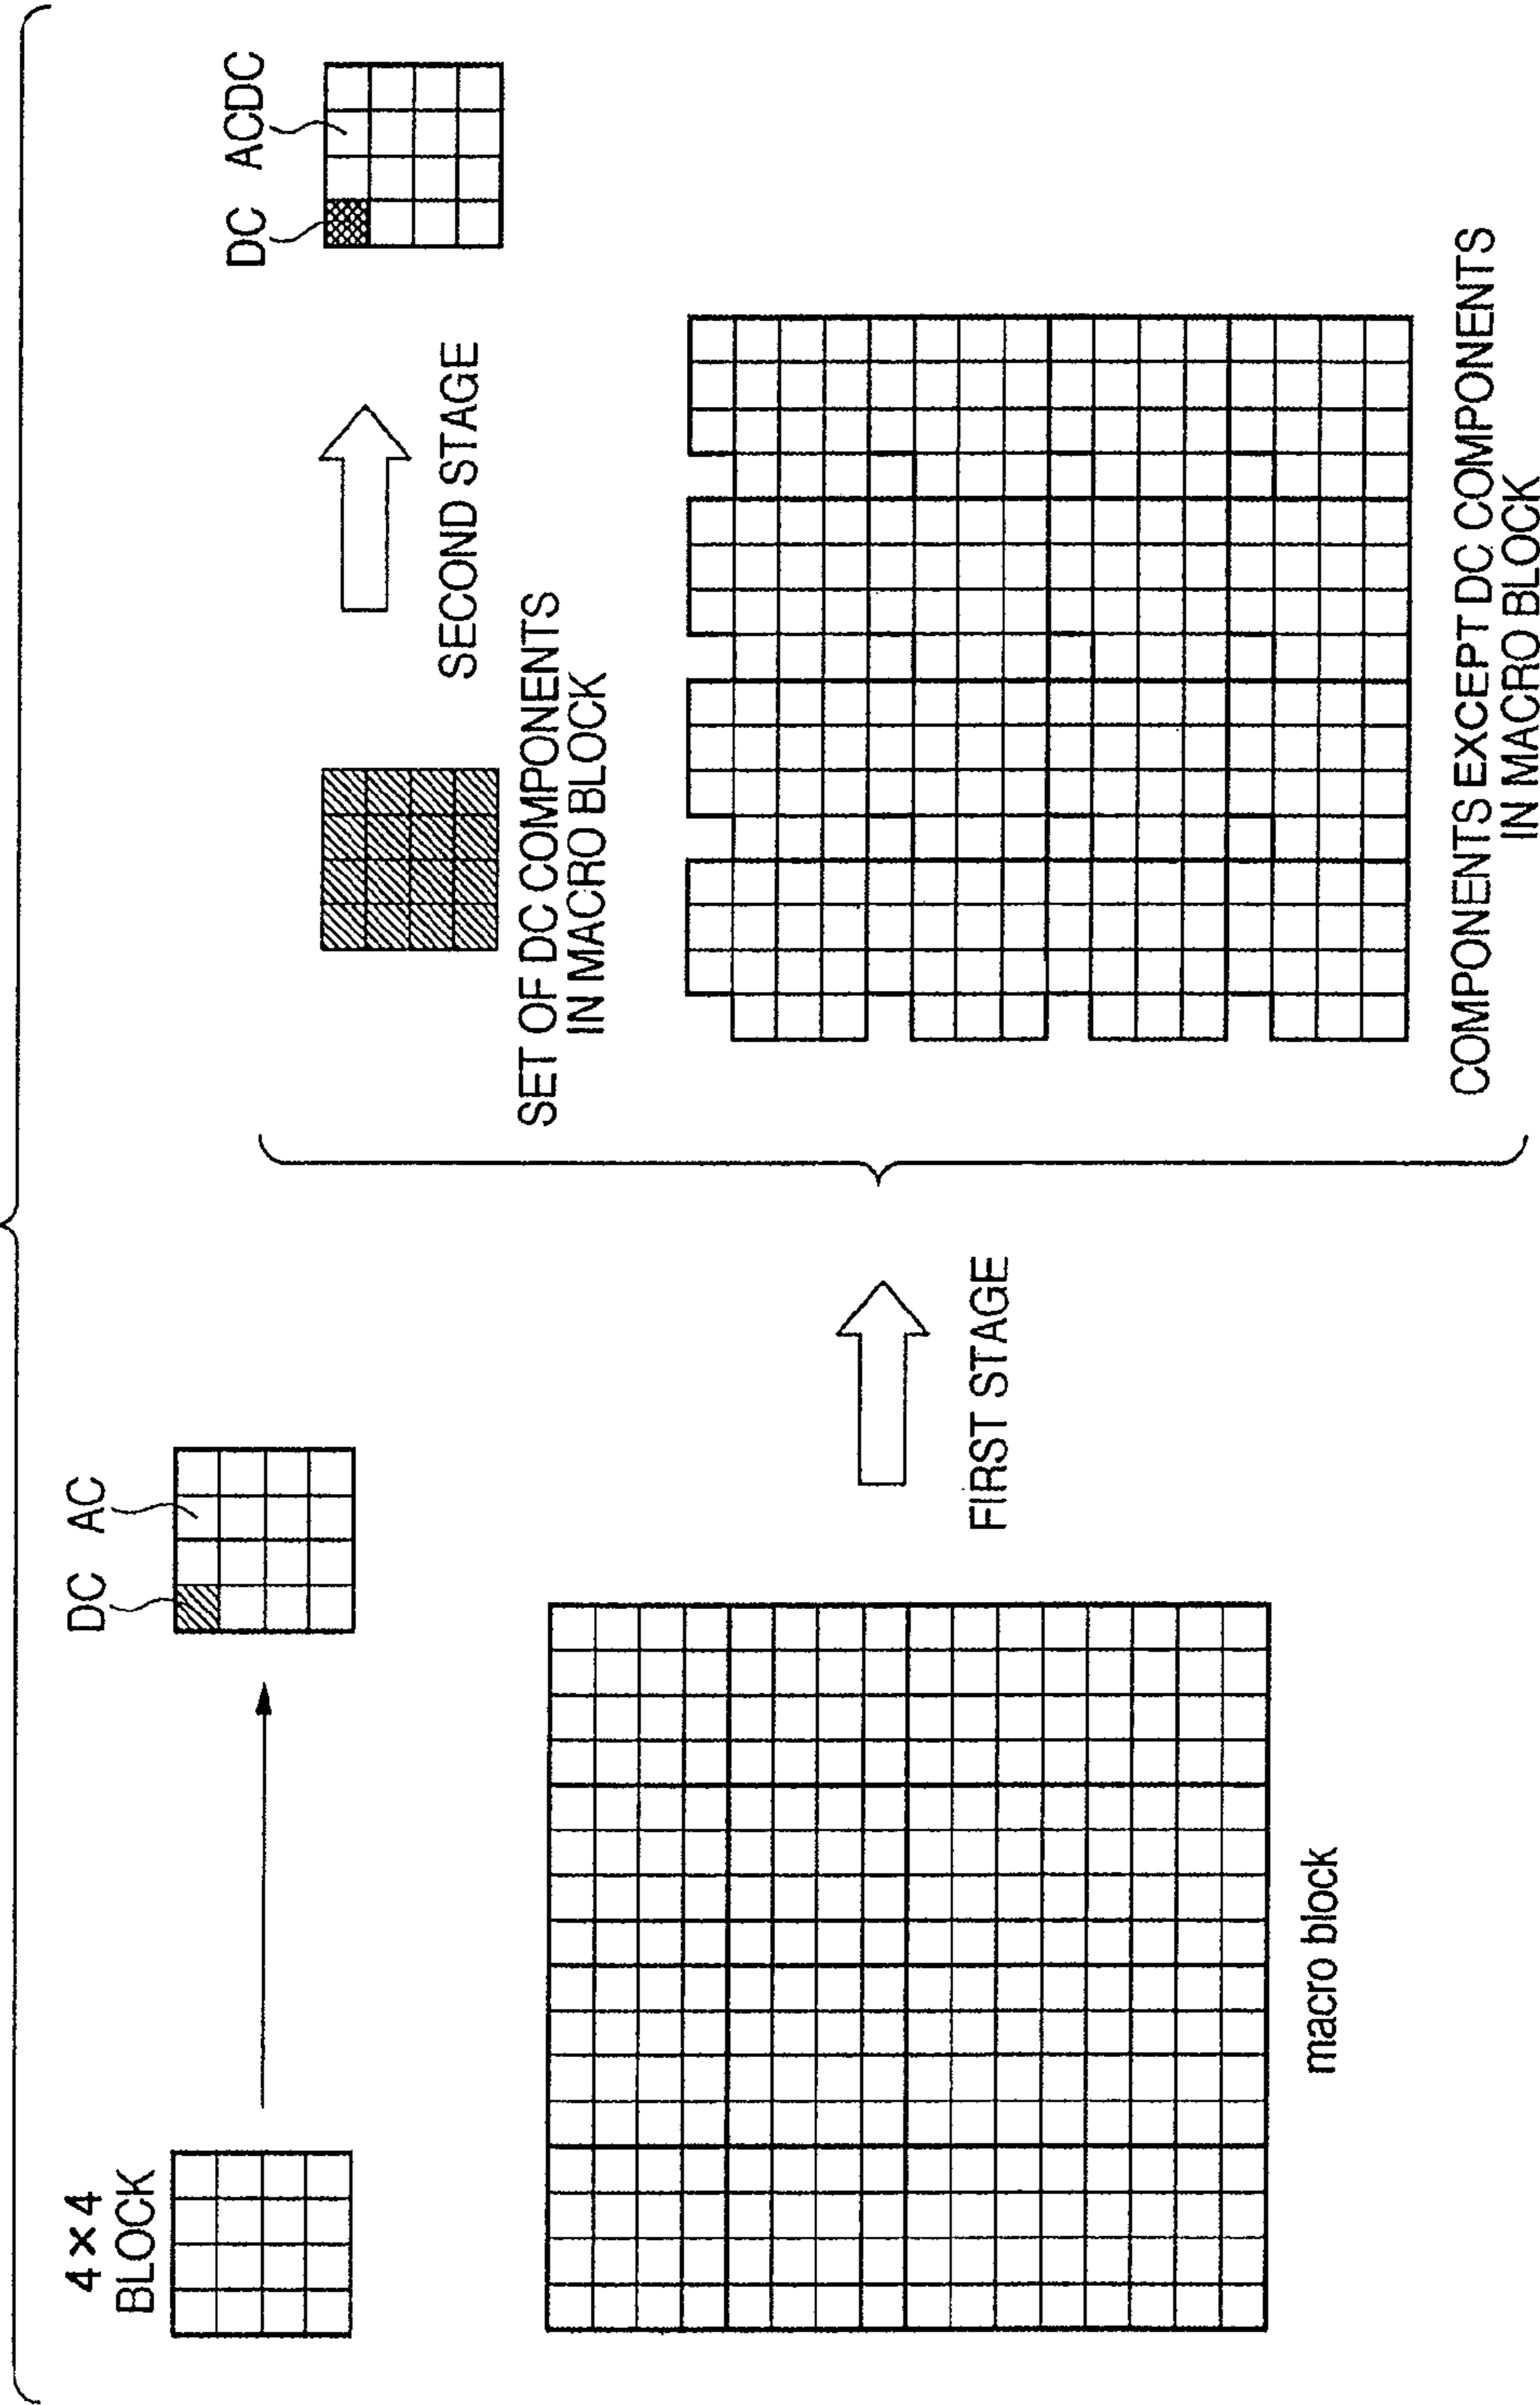 4×4
BLOCK
DC AC
macro block
FIRST STAGE
SET OF DC COMPONENTS
IN MACRO BLOCK
SECOND STAGE
DC ACDC
COMPONENTS EXCEPT DC COMPONENTS
IN MACRO BLOCK